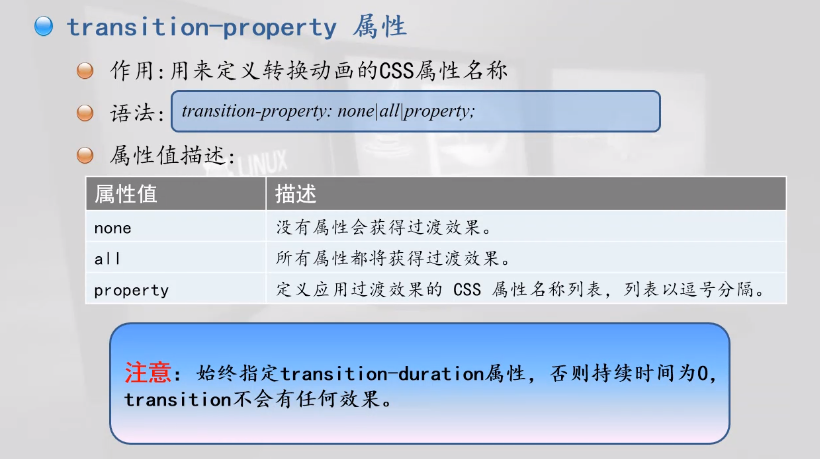 transition-property 属性
作用:用来定义转换动画的CSS属性名称
语法: transition-property: none|all|property;
属性值描述:
属性值 描述
none 没有属性会获得过渡效果。
all 所有属性都将获得过渡效果。
property 定义应用过渡效果的 CSS 属性名称列表，列表以逗号分隔。
注意：始终指定transition-duration属性，否则持续时间为0，
transition不会有任何效果。
LINUX